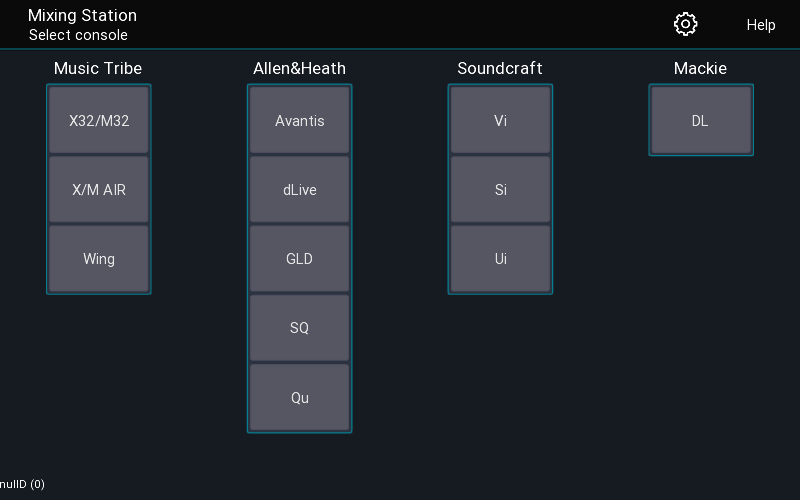 Mixing Station
Select console
Help
Music Tribe
X32/M32
X/M AIR
Wing
Allen&Heath
Avantis
dLive
GLD
SQ
Qu
Soundcraft
Vi
Si
Ui
Mackie
DL
nullD (0)